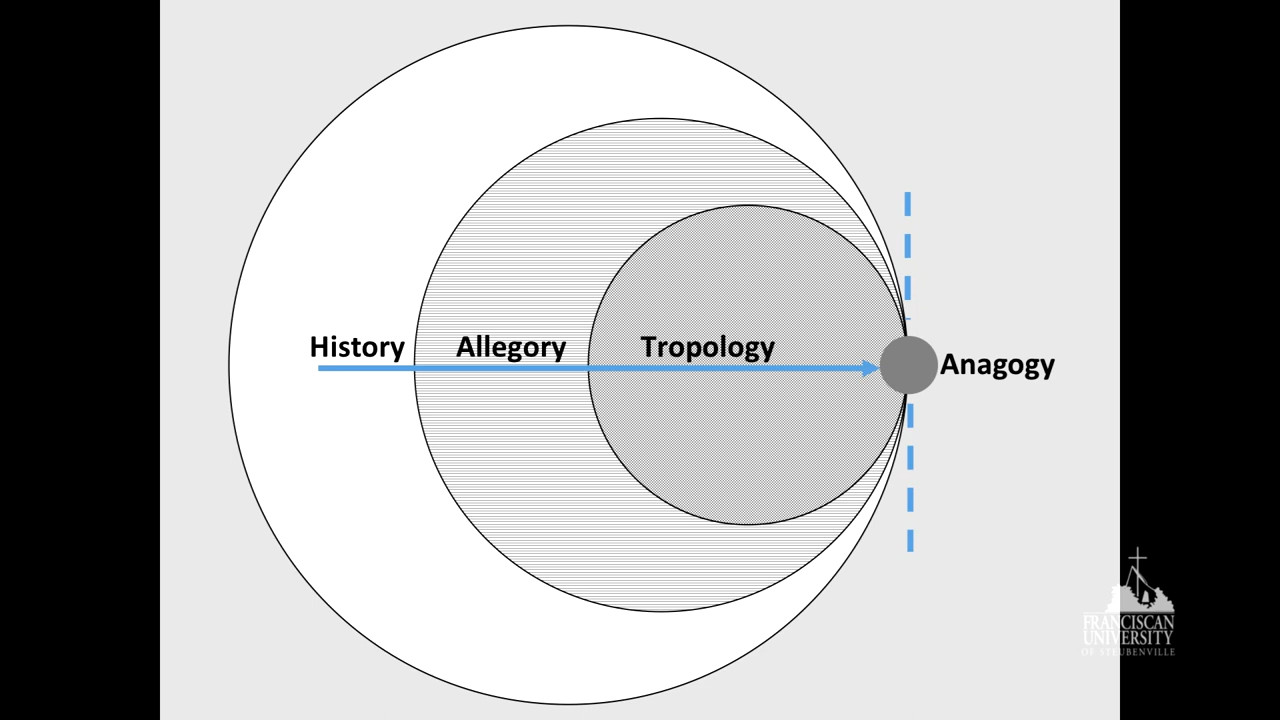 History
Allegory
Tropology
Anagogy
FRANCISCAN
UNIVERSITY
OF STEUBENVILLE